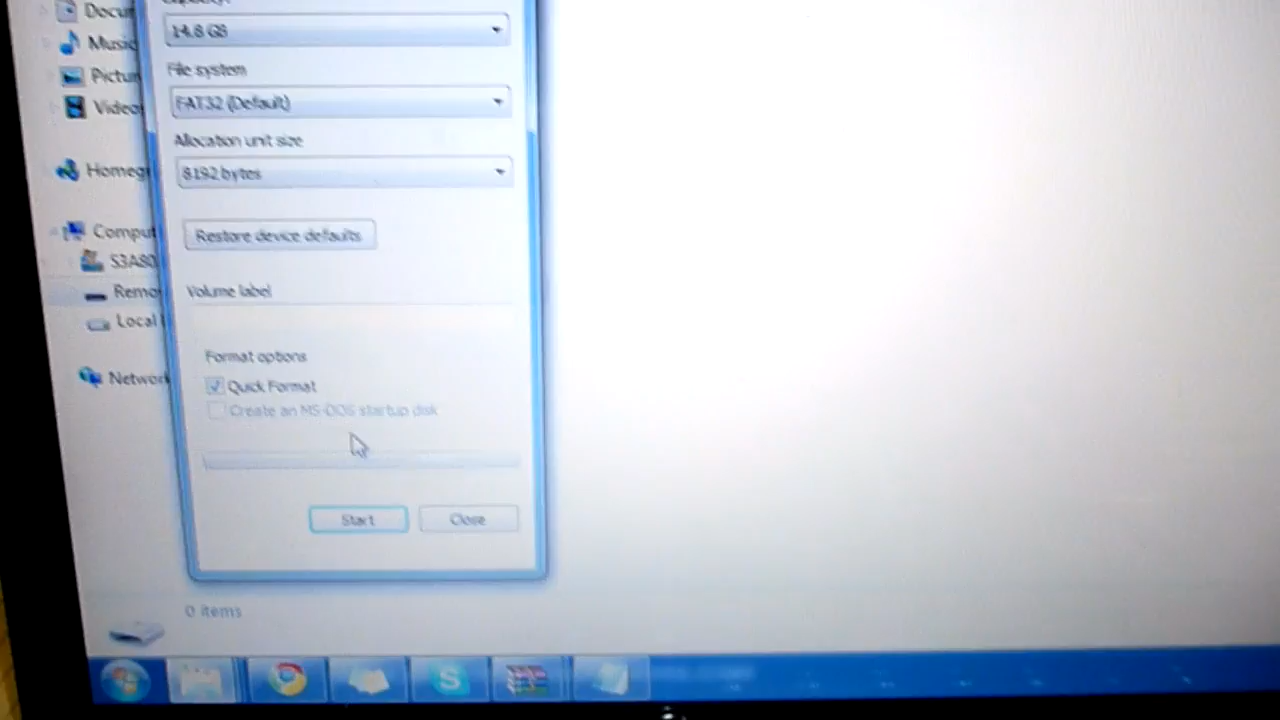 Docum
Music
Pictur
Video
Homeg
Comput
S3A80
Remo
Local
Network
Capacity:
14.8 GB
File system
FAT32 (Default)
Allocation unit size
8192 bytes
Restore device defaults
Volume label
Format options
Quick Format
Create an MS-DOS startup disk
Start
Close
0 items